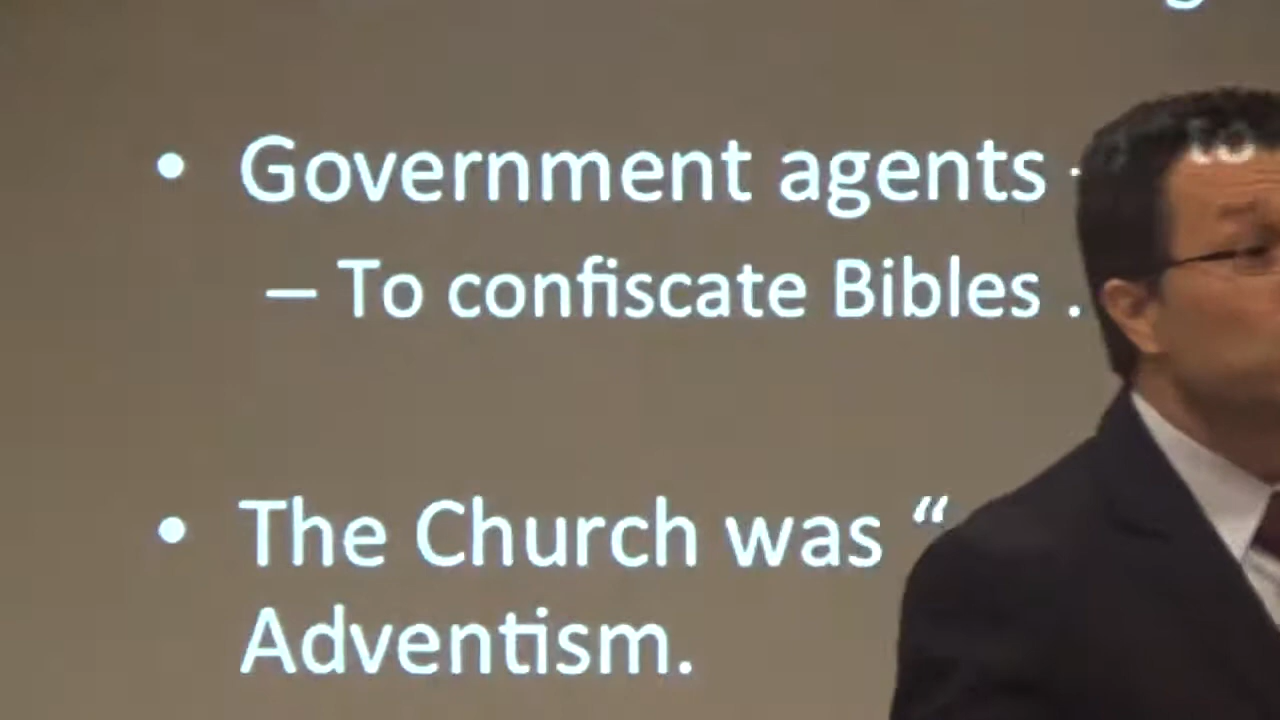 • Government agents
– To confiscate Bibles .
• The Church was “
Adventism.